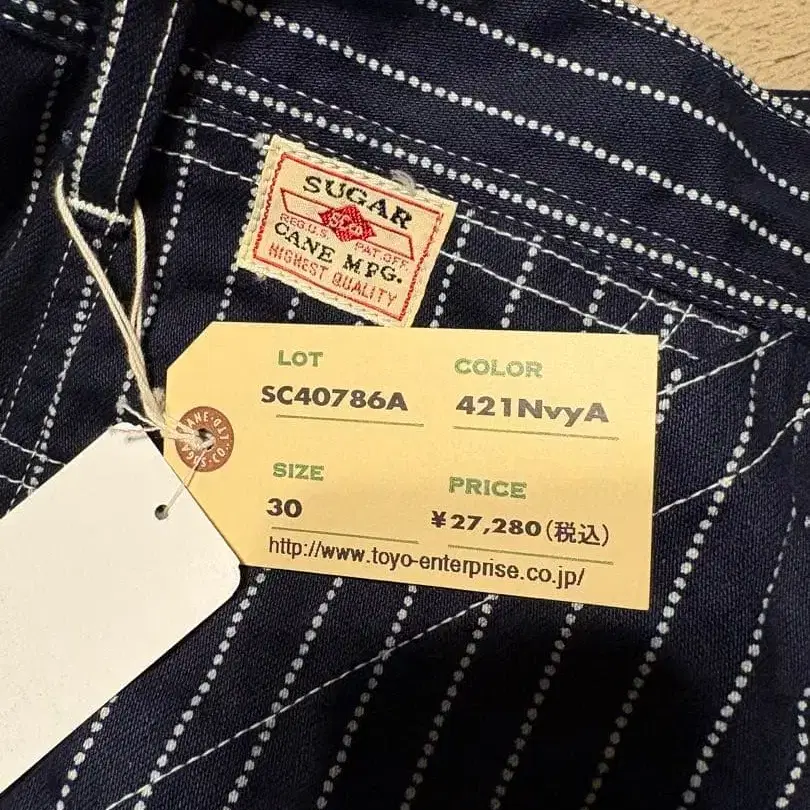 SUGAR
SCCo
REG.U.S. PAT.OFF.
CANE MFG.
HIGHEST QUALITY
LOT
SC40786A
COLOR
421NvyA
SIZE
30
PRICE
¥27,280(税込)
http://www.toyo-enterprise.co.jp/